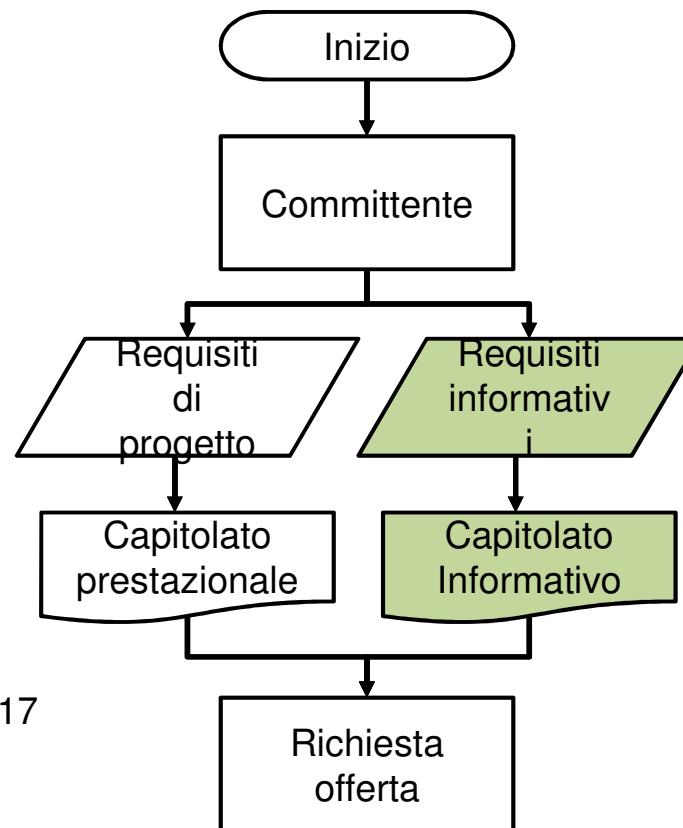 Inizio
Committente
Requisiti
di
progetto
Requisiti
informativ
i
Capitolato
prestazionale
Capitolato
Informativo
17
Richiesta
offerta